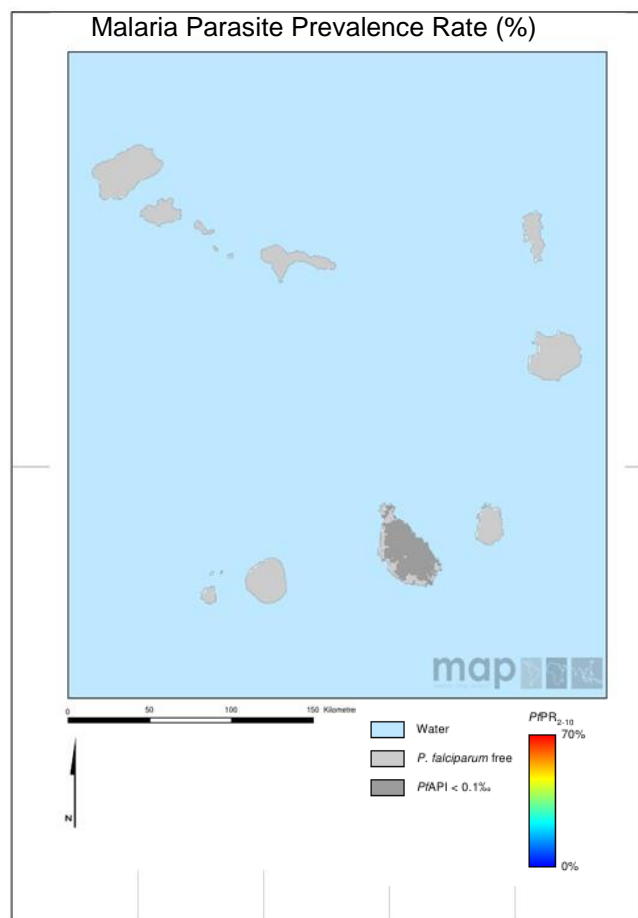 Malaria Parasite Prevalence Rate (%)
map
0 50 100 150 Kilometre
Water
P. falciparum free
PfAPI < 0.1‰
PfPR2-10
70%
0%
N